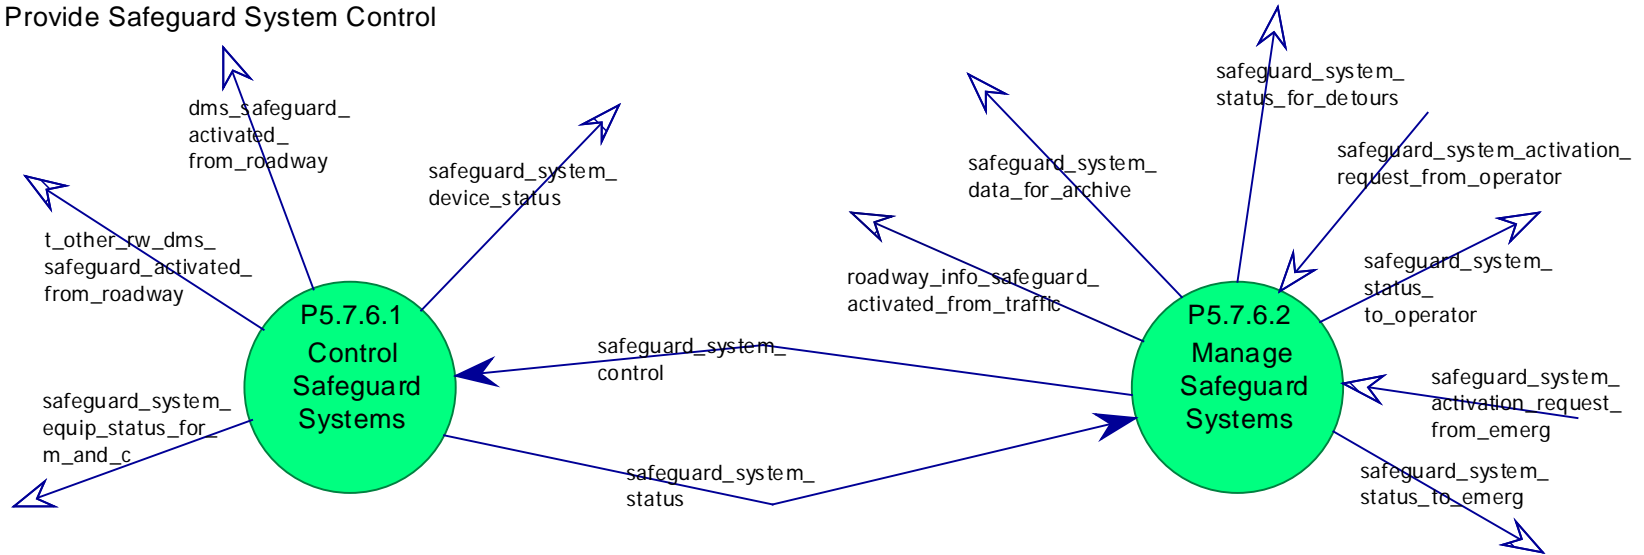 Provide Safeguard System Control
dms_safeguard_
activated_
from_roadway
safeguard_system_
device_status
t_other_rw_dms_
safeguard_activated_
from_roadway
P5.7.6.1
Control
Safeguard
Systems
safeguard_system_
equip_status_for_
m_and_c
safeguard_system_
control
safeguard_system_
status
safeguard_system_
status_for_detours
safeguard_system_
data_for_archive
safeguard_system_activation_
request_from_operator
roadway_info_safeguard_
activated_from_traffic
safeguard_system_
status_
to_operator
P5.7.6.2
Manage
Safeguard
Systems
safeguard_system_
activation_request_
from_emerg
safeguard_system_
status_to_emerg